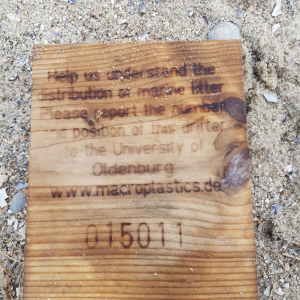 Help us understand the
distribution of marine litter
Please report the number
and position of this drifter
to the University of
Oldenburg
www.macroplastics.de
015011